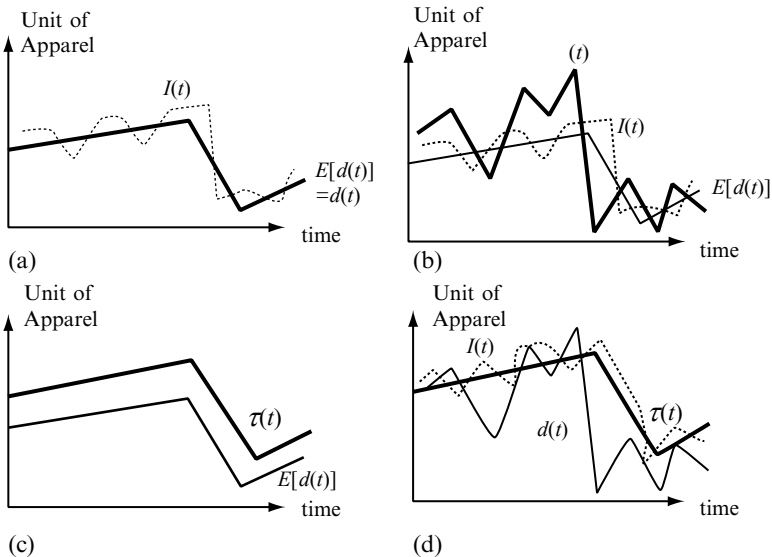 Unit of
Apparel
I(t)
E[d(t)]
=d(t)
time
(a)
Unit of
Apparel
(t)
I(t)
E[d(t)]
time
(b)
Unit of
Apparel
τ(t)
E[d(t)]
time
(c)
Unit of
Apparel
I(t)
d(t)
τ(t)
time
(d)